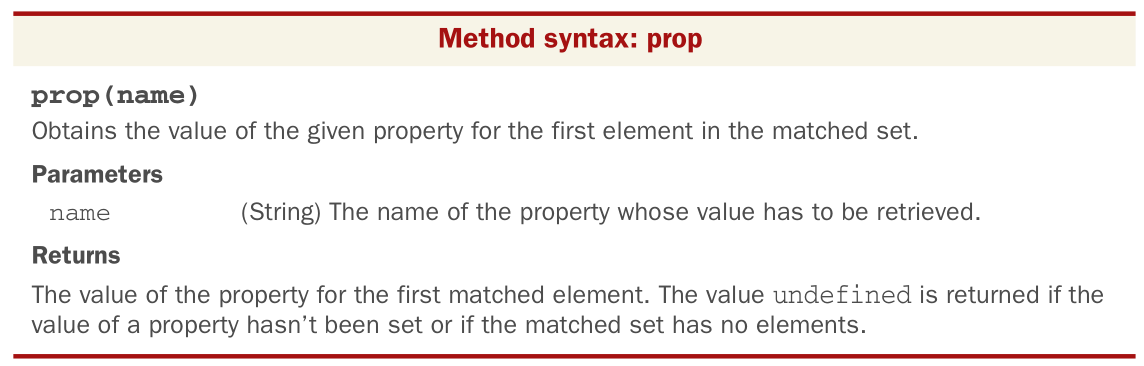 Method syntax: prop
prop(name)
Obtains the value of the given property for the first element in the matched set.
Parameters
name (String) The name of the property whose value has to be retrieved.
Returns
The value of the property for the first matched element. The value undefined is returned if the
value of a property hasn’t been set or if the matched set has no elements.